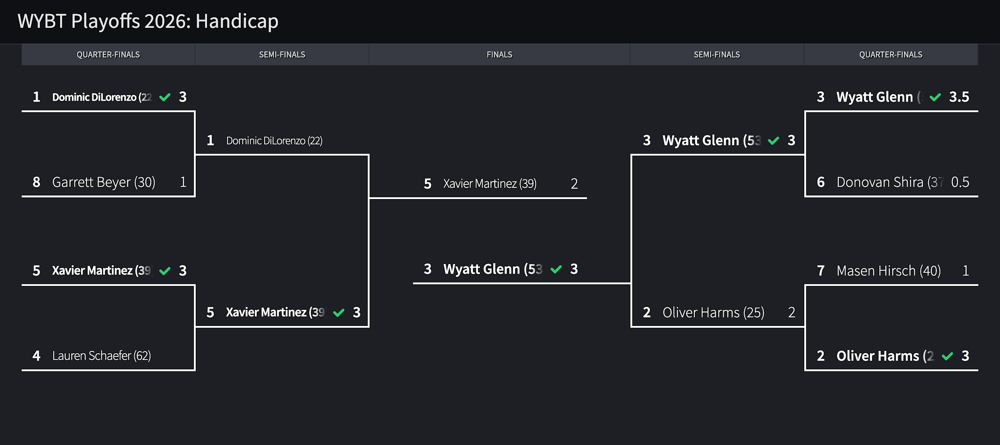 WYBT Playoffs 2026: Handicap
QUARTER-FINALS SEMI-FINALS FINALS SEMI-FINALS QUARTER-FINALS
1 Dominic DiLorenzo (22 ✓ 3
8 Garrett Beyer (30) 1
5 Xavier Martinez (39) ✓ 3
4 Lauren Schaefer (62)
1 Dominic DiLorenzo (22)
5 Xavier Martinez (39) ✓ 3
5 Xavier Martinez (39) 2
3 Wyatt Glenn (53 ✓ 3
3 Wyatt Glenn (53 ✓ 3
2 Oliver Harms (25) 2
3 Wyatt Glenn ( ✓ 3.5
6 Donovan Shira (37 0.5
7 Masen Hirsch (40) 1
2 Oliver Harms (2 ✓ 3